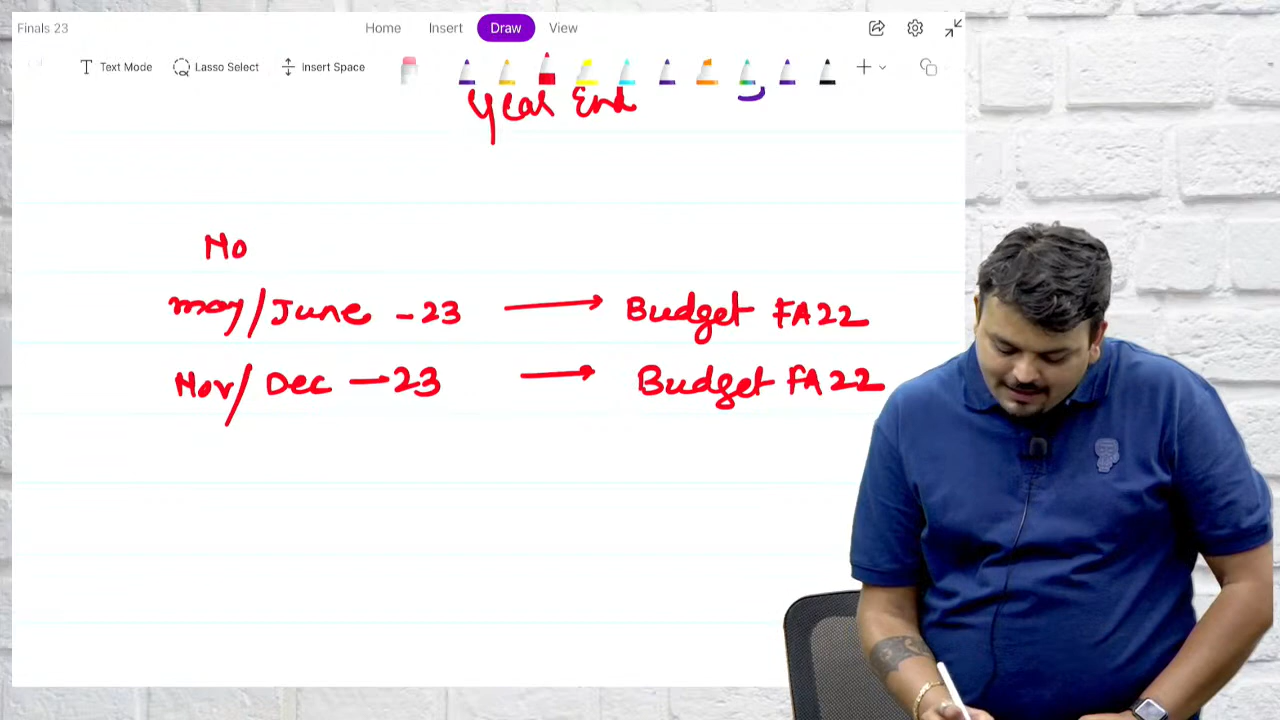 Finals 23
Home Insert Draw View
Text Mode Lasso Select Insert Space
Year End
No
may/June - 23 → Budget FA22
Nov/Dec - 23 → Budget FA22